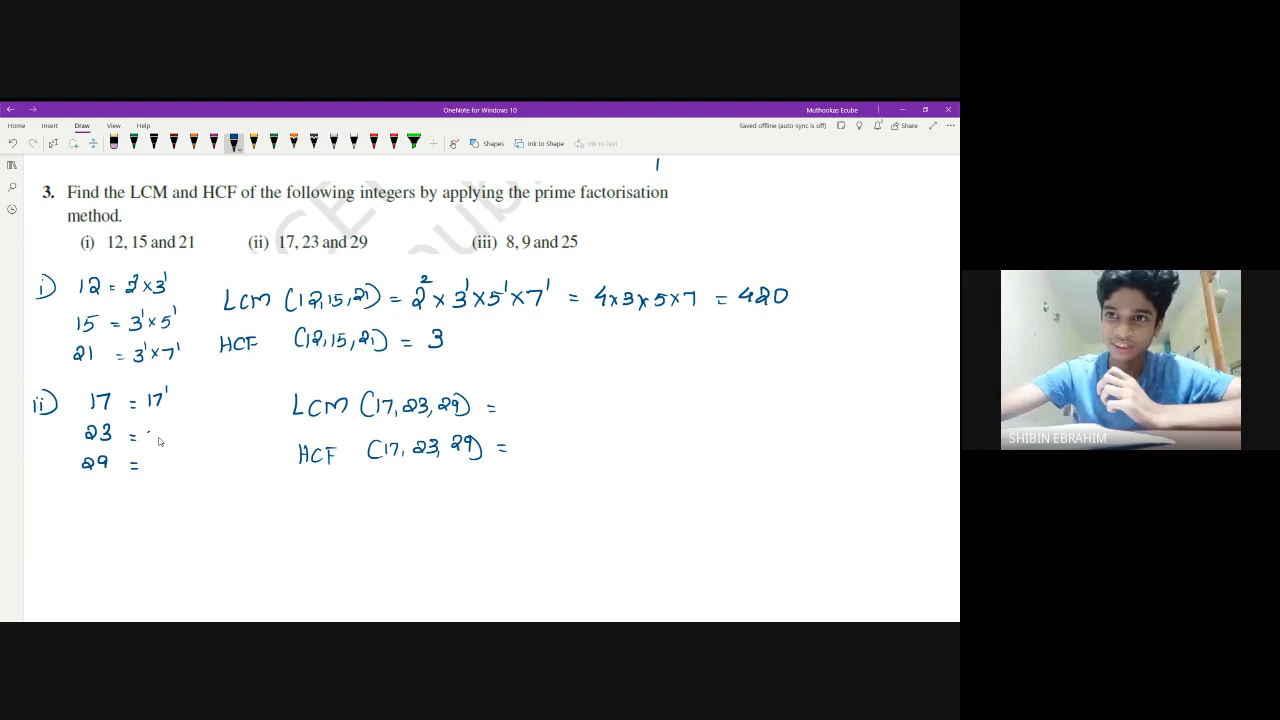 OneNote for Windows 10
Muthookas Ecube
Home Insert Draw View Help
Saved offline (auto-sync is off) Share
Shapes Ink to Shape Ink to Text
1
3. Find the LCM and HCF of the following integers by applying the prime factorisation
method.
(i) 12, 15 and 21 (ii) 17, 23 and 29 (iii) 8, 9 and 25
i) 12 = 2² × 3¹ LCM (12,15,21) = 2² × 3¹ × 5¹ × 7¹ = 4 × 3 × 5 × 7 = 420
15 = 3¹ × 5¹
HCF (12,15,21) = 3
21 = 3¹ × 7¹
ii) 17 = 17¹ LCM (17, 23, 29) =
23 =
HCF (17, 23, 29) =
29 =
SHIBIN EBRAHIM